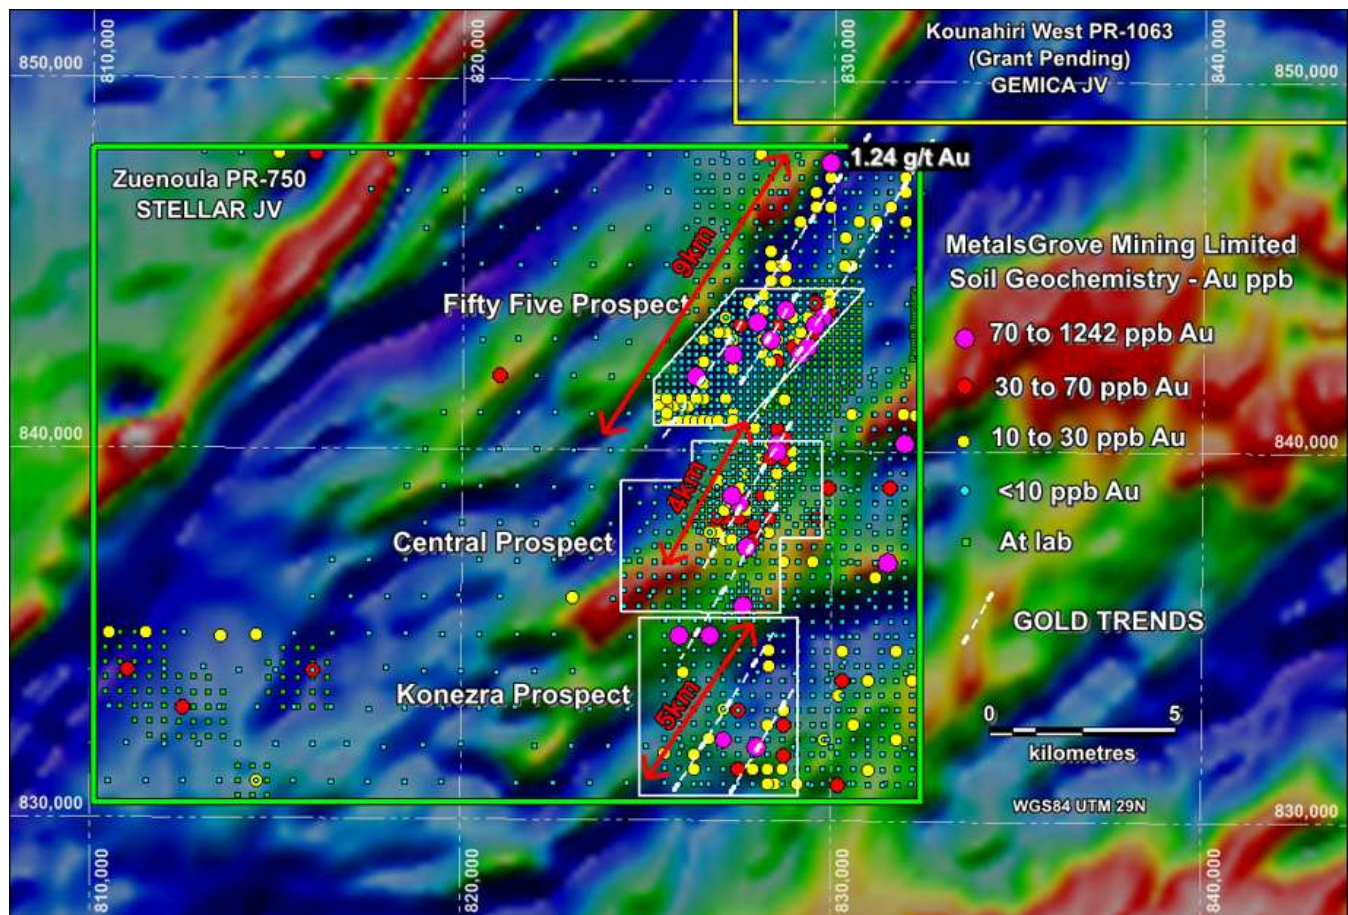 850,000
810,000
820,000
830,000
840,000
850,000
Kounahiri West PR-1063
(Grant Pending)
GEMICA JV
Zuenoula PR-750
STELLAR JV
1.24 g/t Au
9km
Fifty Five Prospect
MetalsGrove Mining Limited
Soil Geochemistry - Au ppb
70 to 1242 ppb Au
30 to 70 ppb Au
10 to 30 ppb Au
<10 ppb Au
At lab
GOLD TRENDS
840,000
840,000
4km
Central Prospect
Konezra Prospect
5km
0 5
kilometres
WGS84 UTM 29N
830,000
830,000
810,000
820,000
830,000
840,000